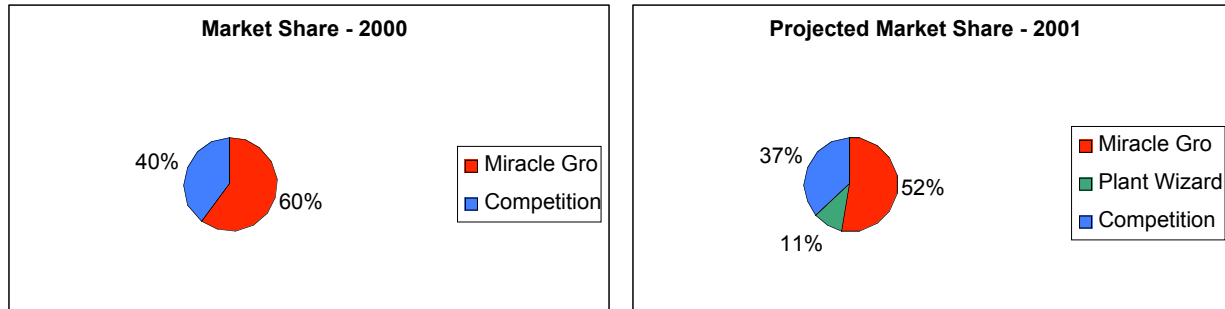 Market Share - 2000
40%
60%
Miracle Gro
Competition
Projected Market Share - 2001
37%
52%
11%
Miracle Gro
Plant Wizard
Competition